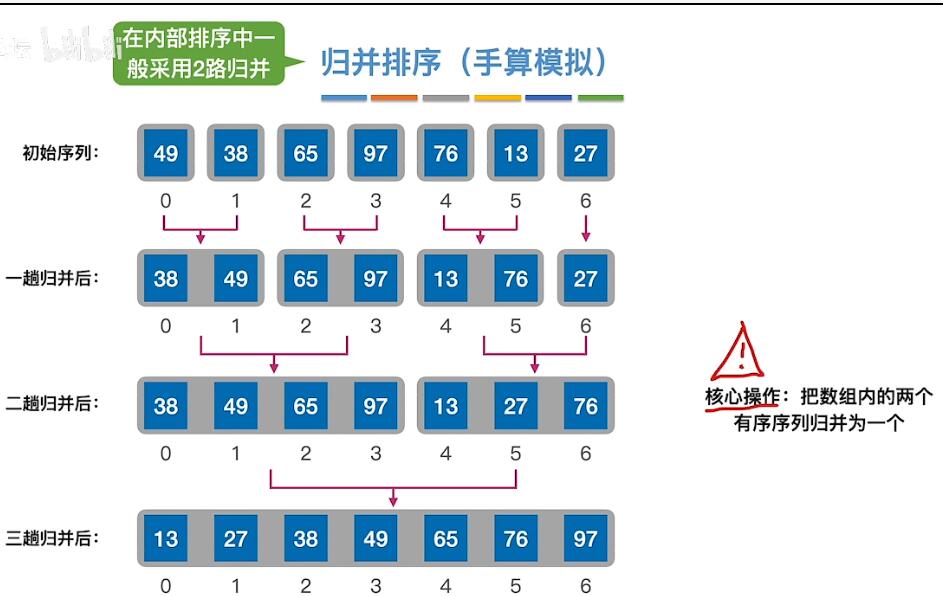 bilibili
在内部排序中一
般采用2路归并
归并排序（手算模拟）
初始序列： 49 38 65 97 76 13 27
0 1 2 3 4 5 6
一趟归并后： 38 49 65 97 13 76 27
0 1 2 3 4 5 6
二趟归并后： 38 49 65 97 13 27 76
0 1 2 3 4 5 6
!
核心操作：把数组内的两个
有序序列归并为一个
三趟归并后： 13 27 38 49 65 76 97
0 1 2 3 4 5 6